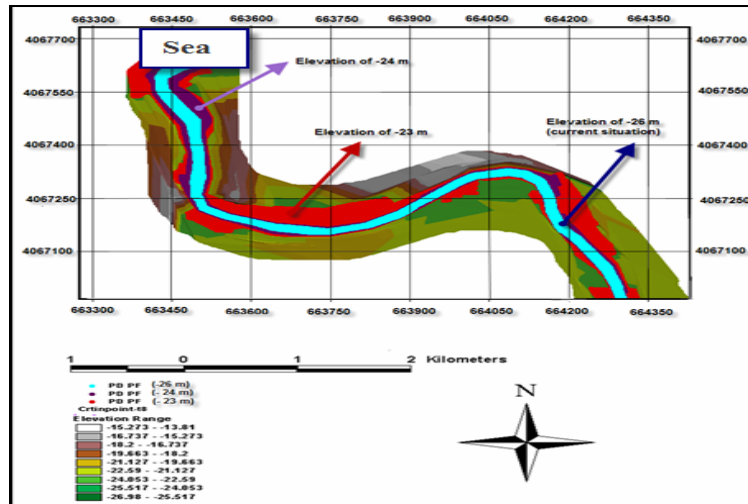 663300 663450 663600 663750 663900 664050 664200 664350
4067700 4067700
Sea
Elevation of -24 m
4067550 4067550
Elevation of -23 m
Elevation of -26 m
(current situation)
4067400 4067400
4067250 4067250
4067100 4067100
663300 663450 663600 663750 663900 664050 664200 664350
1 0 1 2 Kilometers
PD PF (-26 m)
PD PF (-24 m)
PD PF (-23 m)
Elevation Range
-15.273 - -13.81
-16.737 - -15.273
-18.2 - -16.737
-19.663 - -18.2
-21.127 - -19.663
-22.59 - -21.127
-24.053 - -22.59
-25.517 - -24.053
-26.98 - -25.517
N